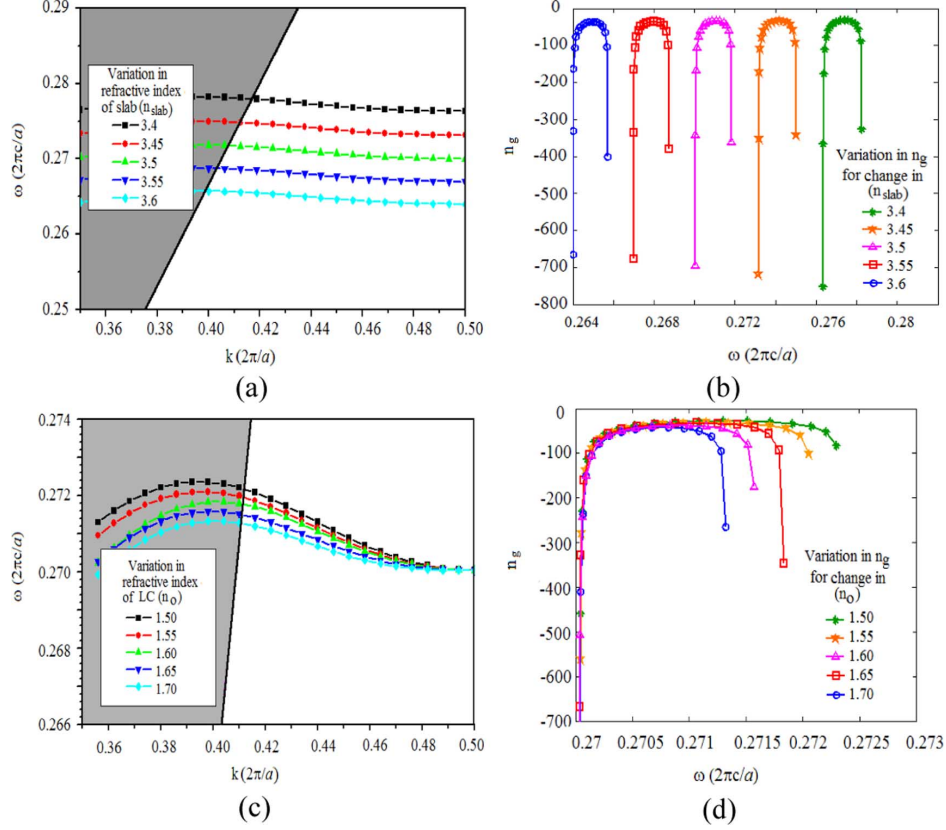 0.29
0.28
0.27
0.26
0.25
ω (2πc/a)
Variation in
refractive index
of slab (nslab)
3.4
3.45
3.5
3.55
3.6
0.36 0.38 0.40 0.42 0.44 0.46 0.48 0.50
k (2π/a)
(a)
0
-100
-200
-300
-400
-500
-600
-700
-800
ng
Variation in ng
for change in
(nslab)
3.4
3.45
3.5
3.55
3.6
0.264 0.268 0.272 0.277 0.28
ω (2πc/a)
(b)
0.274
0.272
0.270
0.268
0.266
ω (2πc/a)
Variation in
refractive index
of LC (no)
1.50
1.55
1.60
1.65
1.70
0.36 0.38 0.40 0.42 0.44 0.46 0.48 0.50
k (2π/a)
(c)
0
-100
-200
-300
-400
-500
-600
-700
ng
Variation in ng
for change in
(no)
1.50
1.55
1.60
1.65
1.70
0.27 0.2705 0.271 0.2715 0.272 0.2725 0.273
ω (2πc/a)
(d)